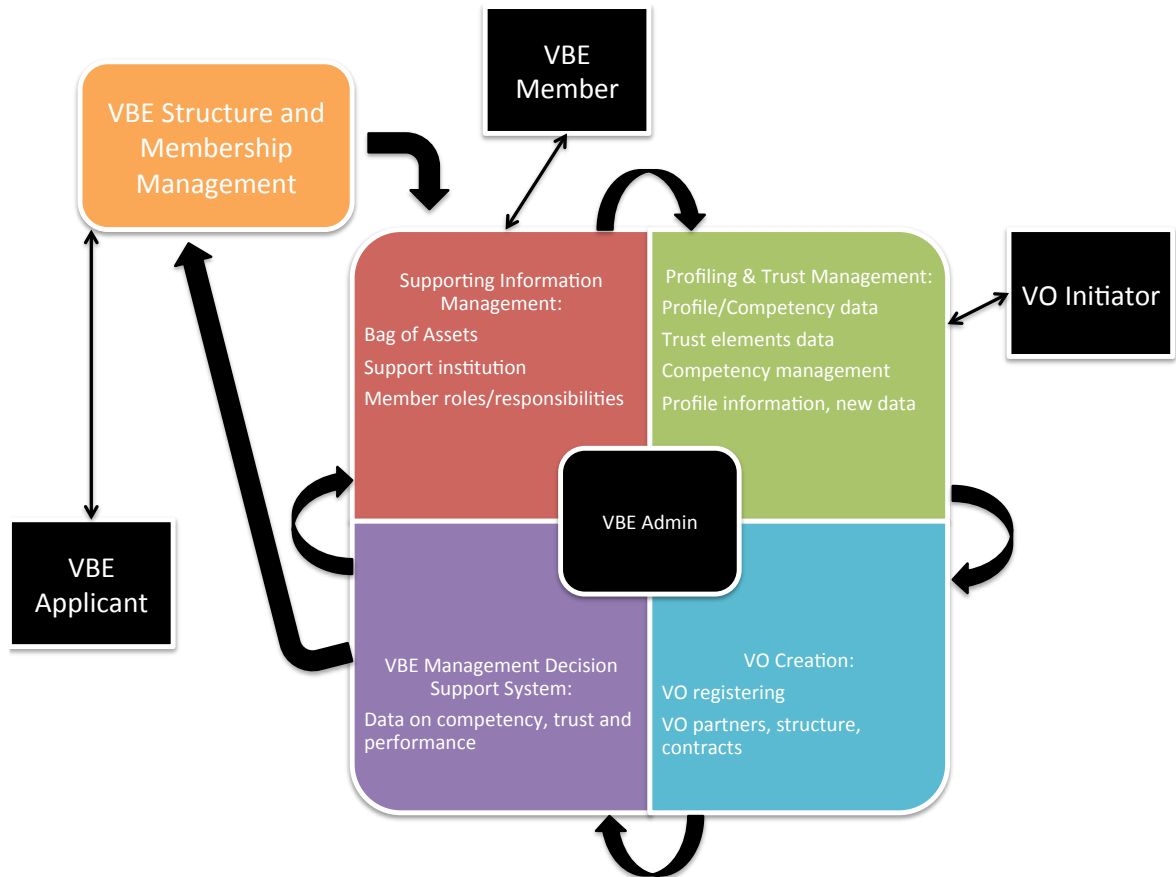 VBE
Member
VBE Structure and
Membership
Management
Supporting Information
Management:
Bag of Assets
Support institution
Member roles/responsibilities
Profiling & Trust Management:
Profile/Competency data
Trust elements data
Competency management
Profile information, new data
VO Initiator
VBE Admin
VBE
Applicant
VBE Management Decision
Support System:
Data on competency, trust and
performance
VO Creation:
VO registering
VO partners, structure,
contracts